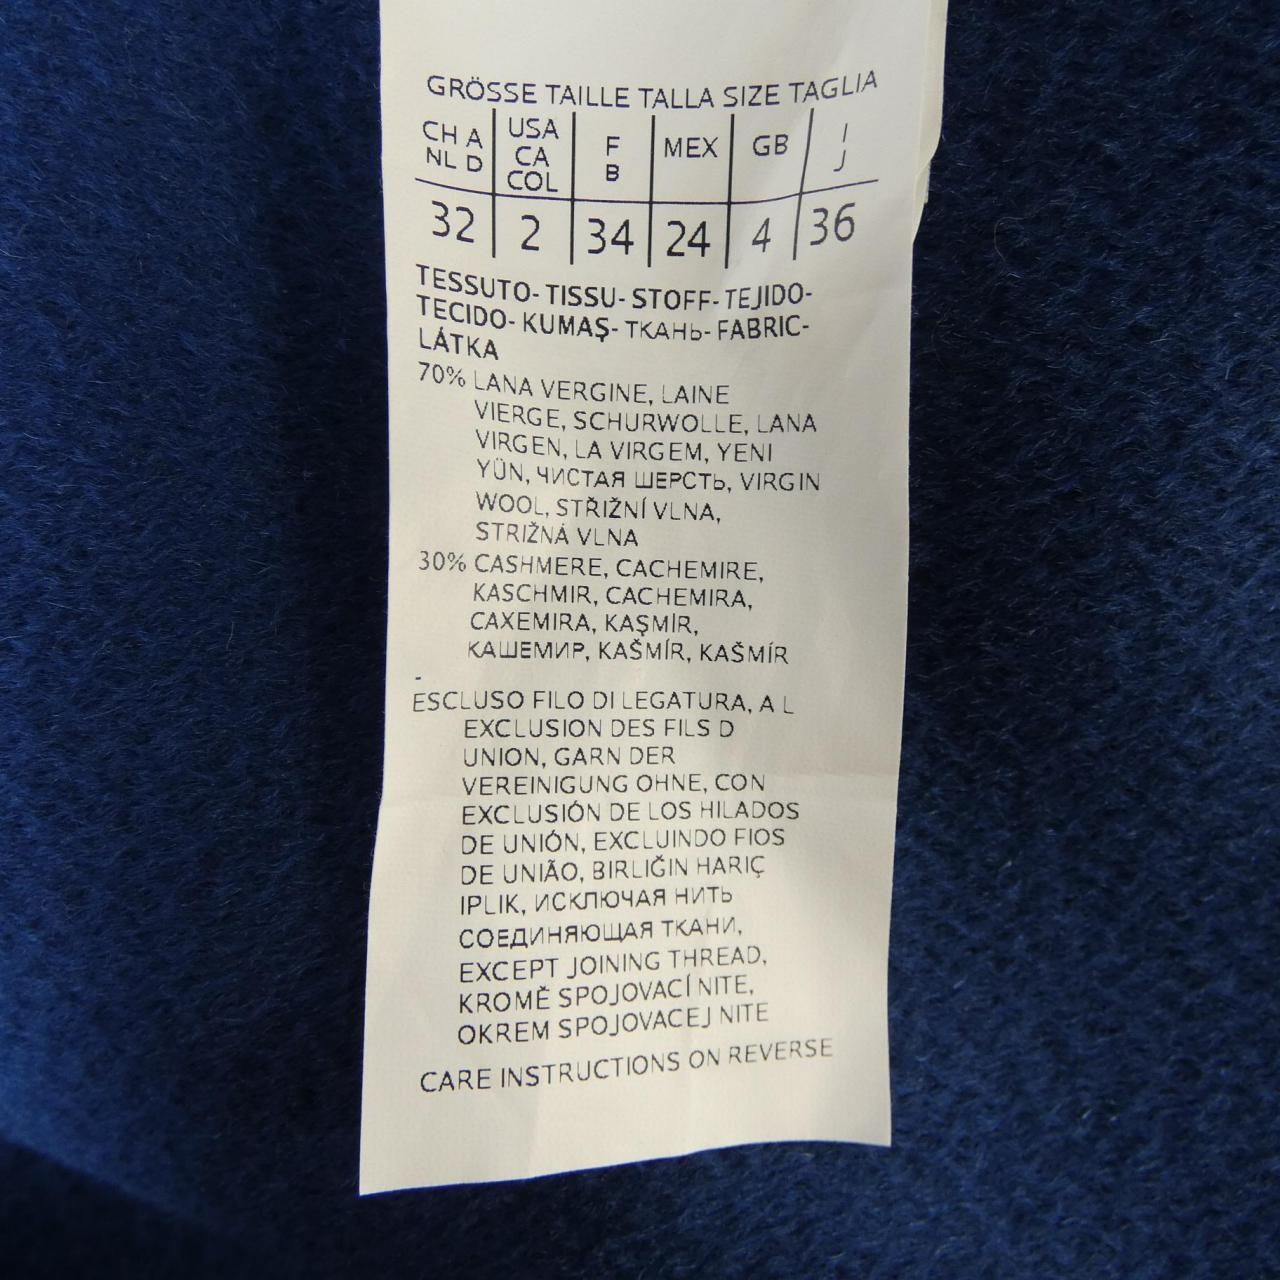 GRÖSSE TAILLE TALLA SIZE TAGLIA
CH A NL D | USA CA COL | F B | MEX | GB | I J
32 | 2 | 34 | 24 | 4 | 36
TESSUTO- TISSU- STOFF- TEJIDO-
TECIDO- KUMAŞ- ТКАНЬ- FABRIC-
LÁTKA
70% LANA VERGINE, LAINE
VIERGE, SCHURWOLLE, LANA
VIRGEN, LA VIRGEM, YENI
YÜN, ЧИСТАЯ ШЕРСТЬ, VIRGIN
WOOL, STŘIŽNÍ VLNA,
STRIŽNÁ VLNA
30% CASHMERE, CACHEMIRE,
KASCHMIR, CACHEMIRA,
CAXEMIRA, KAŞMİR,
КАШЕМИР, KAŠMÍR, KAŠMÍR
-
ESCLUSO FILO DI LEGATURA, A L
EXCLUSION DES FILS D
UNION, GARN DER
VEREINIGUNG OHNE, CON
EXCLUSIÓN DE LOS HILADOS
DE UNIÓN, EXCLUINDO FIOS
DE UNIÃO, BIRLIĞIN HARIÇ
IPLIK, ИСКЛЮЧАЯ НИТЬ
СОЕДИНЯЮЩАЯ ТКАНИ,
EXCEPT JOINING THREAD,
KROMĚ SPOJOVACÍ NITE,
OKREM SPOJOVACEJ NITE
CARE INSTRUCTIONS ON REVERSE